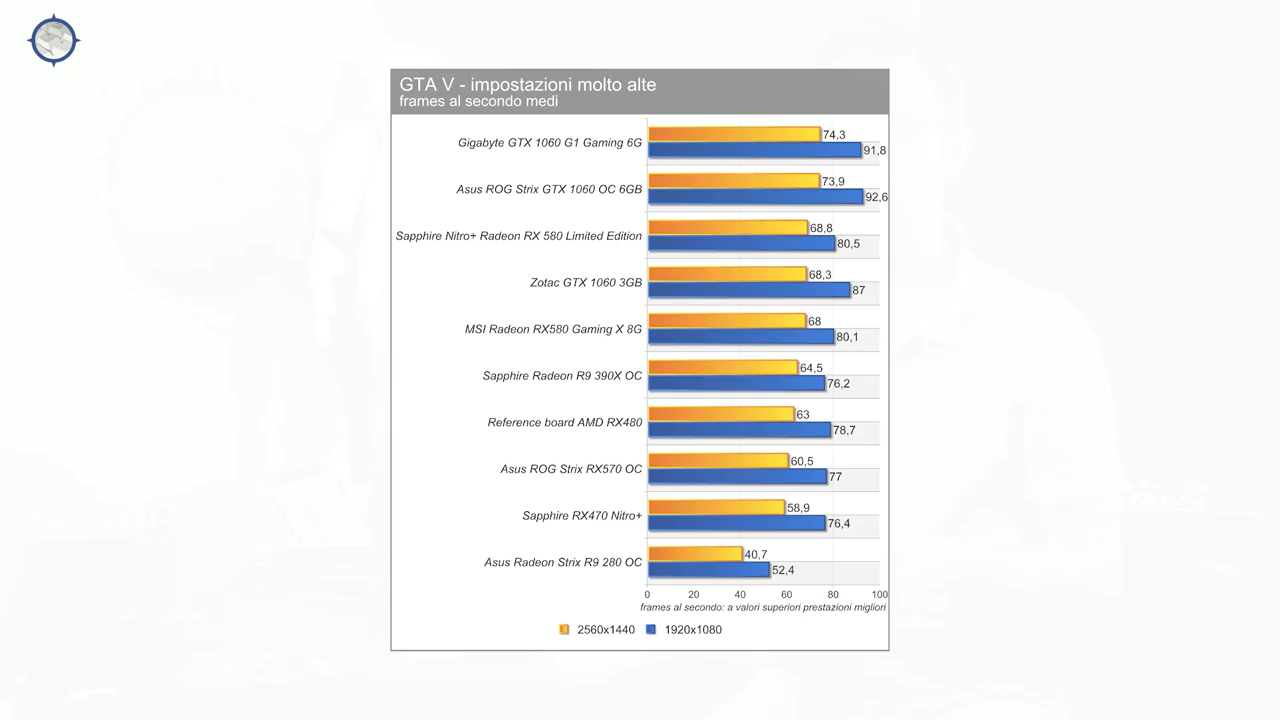 GTA V - impostazioni molto alte
frames al secondo medi
Gigabyte GTX 1060 G1 Gaming 6G
74,3
91,8
Asus ROG Strix GTX 1060 OC 6GB
73,9
92,6
Sapphire Nitro+ Radeon RX 580 Limited Edition
68,8
80,5
Zotac GTX 1060 3GB
68,3
87
MSI Radeon RX580 Gaming X 8G
68
80,1
Sapphire Radeon R9 390X OC
64,5
76,2
Reference board AMD RX480
63
78,7
Asus ROG Strix RX570 OC
60,5
77
Sapphire RX470 Nitro+
58,9
76,4
Asus Radeon Strix R9 280 OC
40,7
52,4
0 20 40 60 80 100
frames al secondo: a valori superiori prestazioni migliori
2560x1440 1920x1080